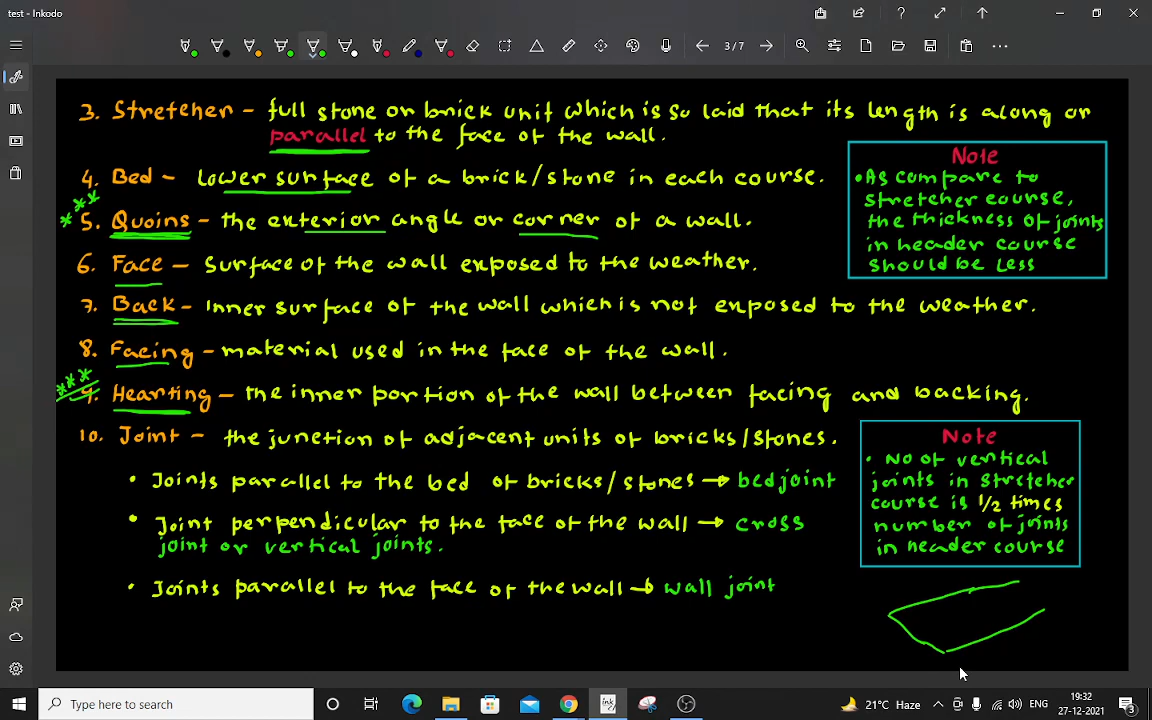 test - Inkodo
3/7
3. Stretcher - full stone or brick unit which is so laid that its length is along or
parallel to the face of the wall.
4. Bed - lower surface of a brick/stone in each course.
5. Quoins - the exterior angle or corner of a wall.
6. Face - surface of the wall exposed to the weather.
7. Back - inner surface of the wall which is not exposed to the weather.
8. Facing - material used in the face of the wall.
9. Hearting - the inner portion of the wall between facing and backing.
10. Joint - the junction of adjacent units of bricks/stones.
• Joints parallel to the bed of bricks/stones → bed joint
• Joint perpendicular to the face of the wall → cross
joint or vertical joints.
• Joints parallel to the face of the wall → wall joint
Note
• As compare to
stretcher course,
the thickness of joints
in header course
should be less
Note
• No of vertical
joints in stretcher
course is 1/2 times
number of joints
in header course
Type here to search
ink
21°C Haze
ENG
19:32
27-12-2021
3